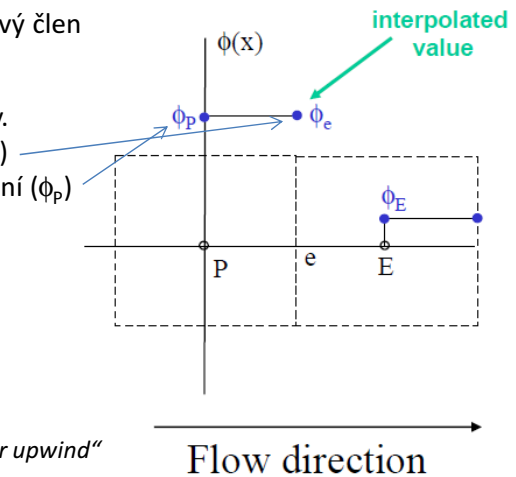 vý člen
ϕ(x)
interpolated
value
.
)
ní (ϕP)
ϕP
ϕe
ϕE
P
e
E
r upwind“
Flow direction